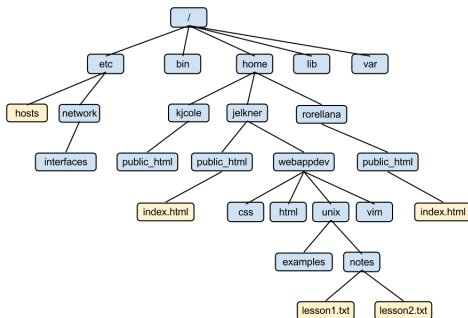 /
etc bin home lib var
hosts network kjcole jelkner rorellana
interfaces public_html public_html webappdev public_html
index.html css html unix vim index.html
examples notes
lesson1.txt lesson2.txt